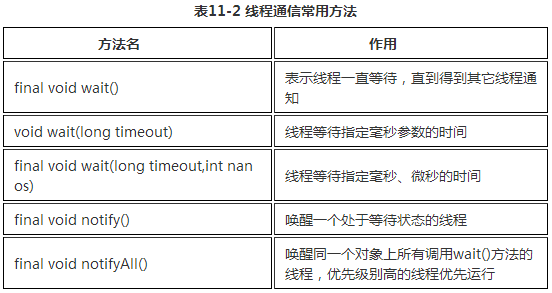 表11-2 线程通信常用方法
方法名
作用
final void wait()
表示线程一直等待，直到得到其它线程通
知
void wait(long timeout)
线程等待指定毫秒参数的时间
final void wait(long timeout,int nan
os)
线程等待指定毫秒、微秒的时间
final void notify()
唤醒一个处于等待状态的线程
final void notifyAll()
唤醒同一个对象上所有调用wait()方法的
线程，优先级别高的线程优先运行